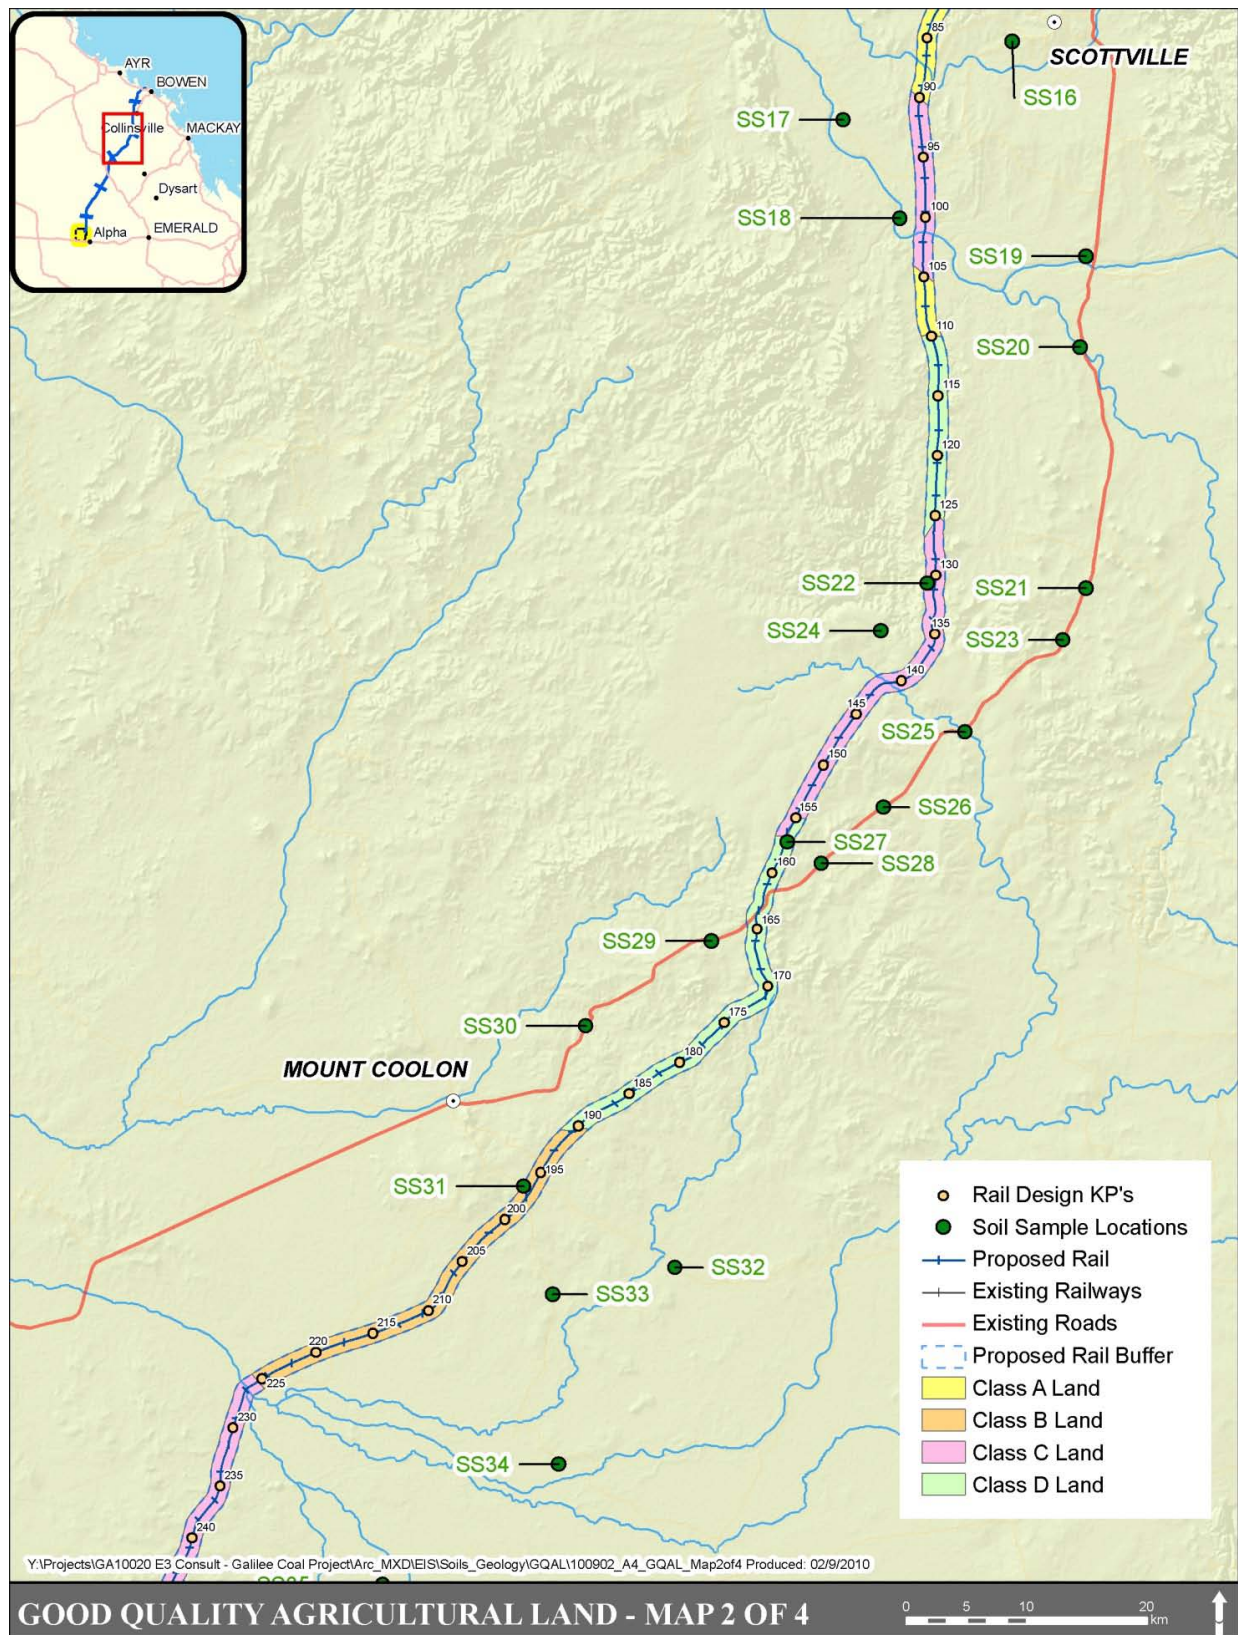 AYR
BOWEN
Collinsville
MACKAY
Dysart
Alpha
EMERALD
85
SCOTTVILLE
SS16
90
SS17
95
100
SS18
SS19
105
110
SS20
115
120
125
130
SS22
SS21
SS24
135
SS23
140
145
SS25
150
SS26
155
SS27
160
SS28
165
SS29
170
175
SS30
180
MOUNT COOLON
185
190
195
SS31
200
205
SS32
SS33
210
215
220
225
230
SS34
235
240
Rail Design KP's
Soil Sample Locations
Proposed Rail
Existing Railways
Existing Roads
Proposed Rail Buffer
Class A Land
Class B Land
Class C Land
Class D Land
Y:\Projects\GA10020 E3 Consult - Galilee Coal Project\Arc_MXD\EIS\Soils_Geology\GQAL\100902_A4_GQAL_Map2of4 Produced: 02/9/2010
GOOD QUALITY AGRICULTURAL LAND - MAP 2 OF 4
0 5 10 20
km